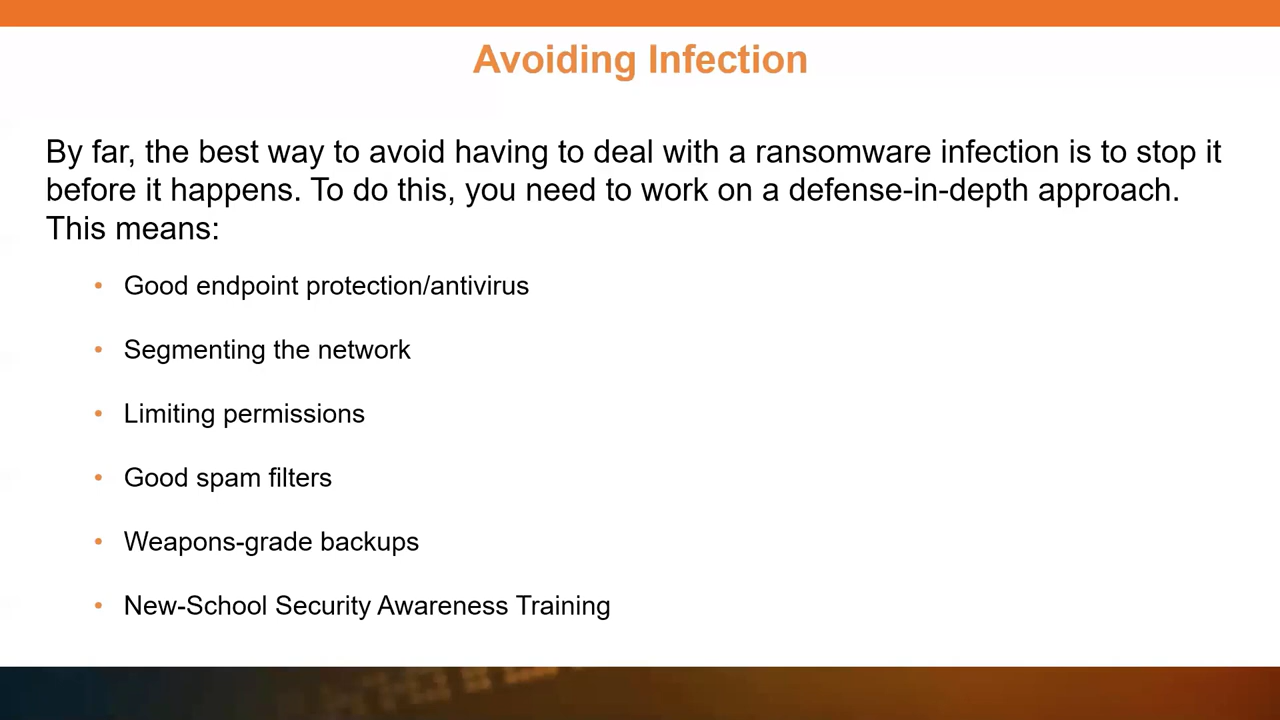 Avoiding Infection
By far, the best way to avoid having to deal with a ransomware infection is to stop it
before it happens. To do this, you need to work on a defense-in-depth approach.
This means:
• Good endpoint protection/antivirus
• Segmenting the network
• Limiting permissions
• Good spam filters
• Weapons-grade backups
• New-School Security Awareness Training